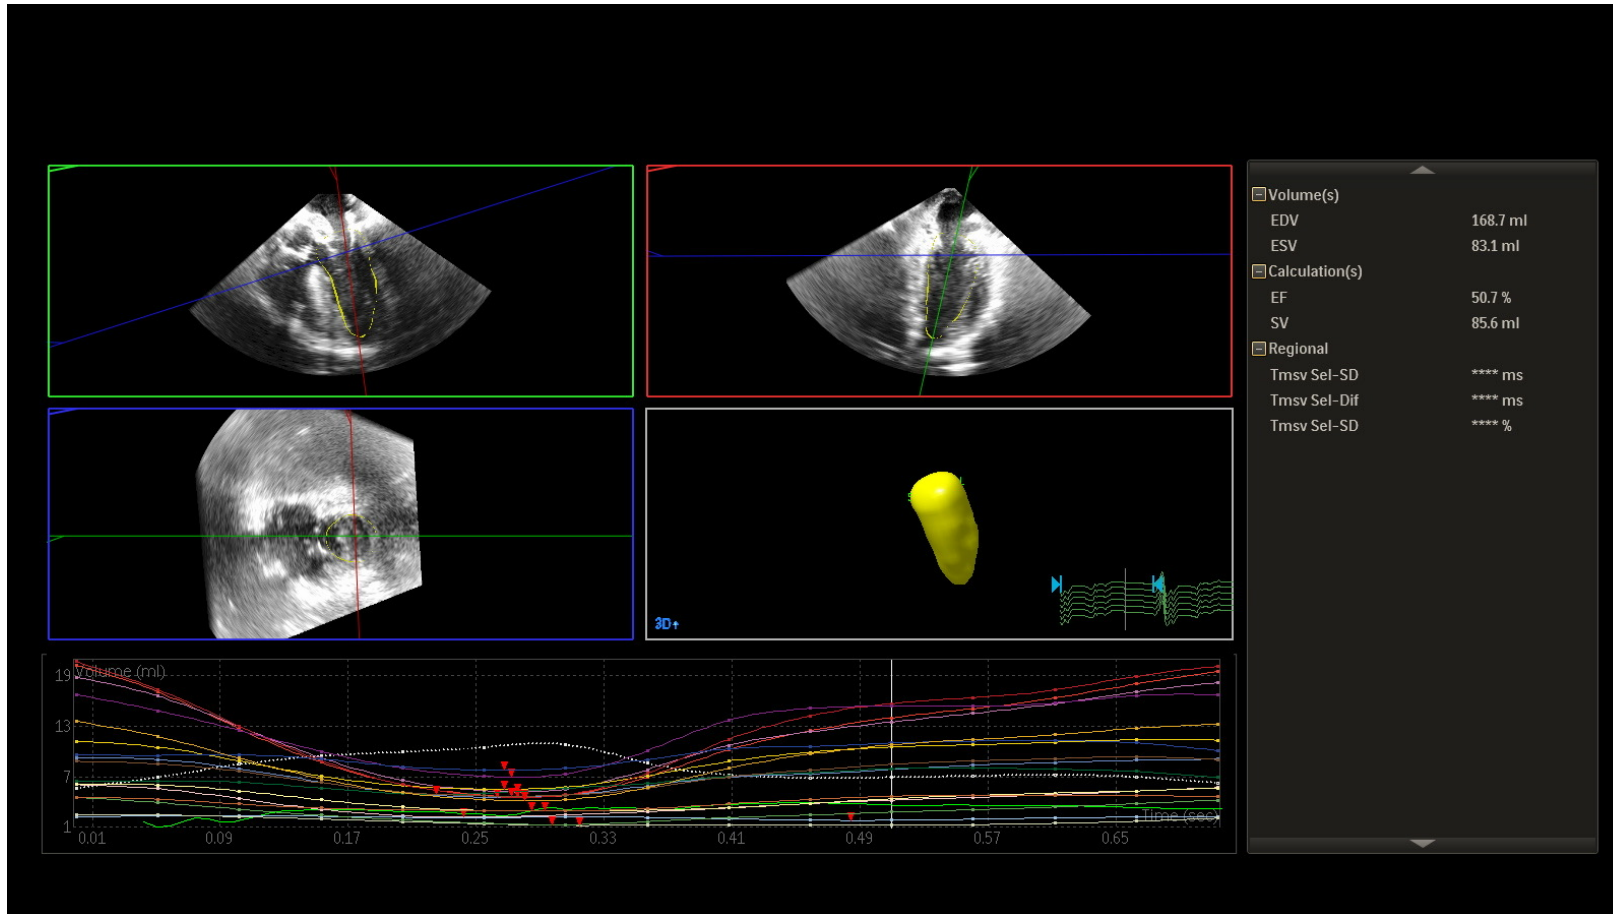 Volume(s)
EDV 168.7 ml
ESV 83.1 ml
Calculation(s)
EF 50.7 %
SV 85.6 ml
Regional
Tmsv Sel-SD **** ms
Tmsv Sel-Dif **** ms
Tmsv Sel-SD **** %
3D
Volume (ml)
19
13
7
1
Time (sec)
0.01 0.09 0.17 0.25 0.33 0.41 0.49 0.57 0.65